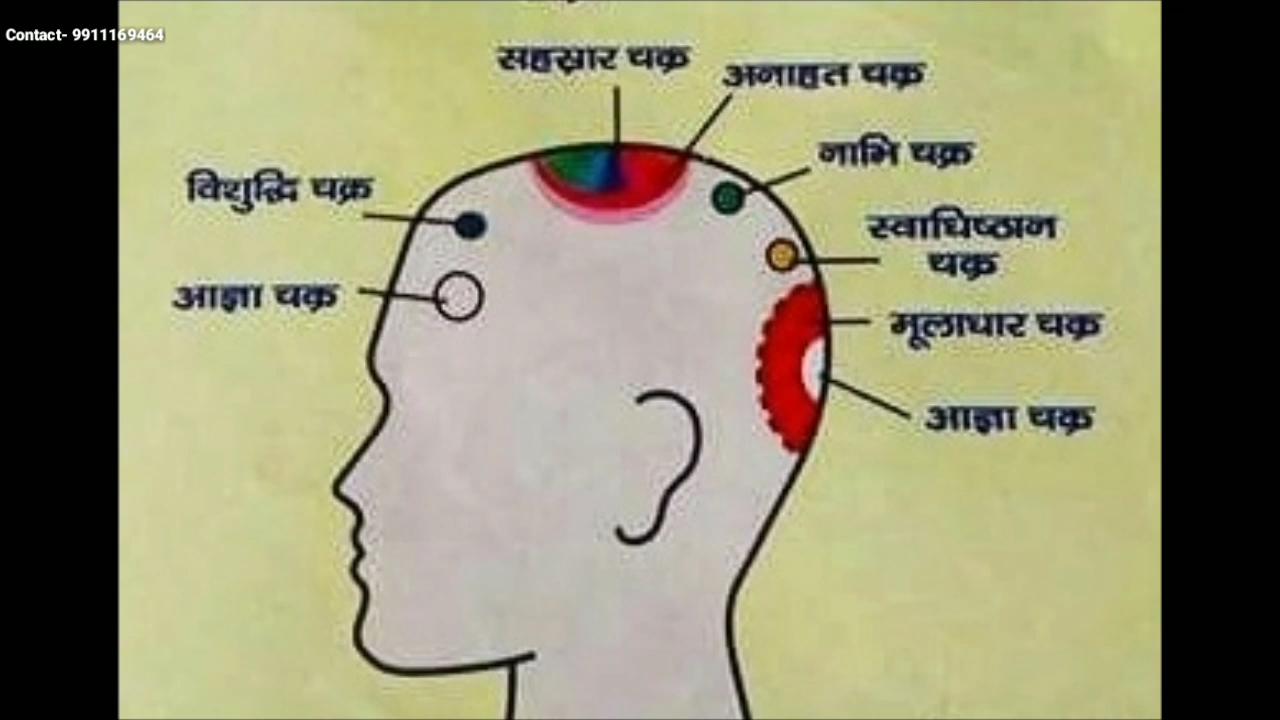 Contact- 9911169464
सहस्रार चक्र
अनाहत चक्र
नाभि चक्र
विशुद्धि चक्र
स्वाधिष्ठान
चक्र
आज्ञा चक्र
मूलाधार चक्र
आज्ञा चक्र